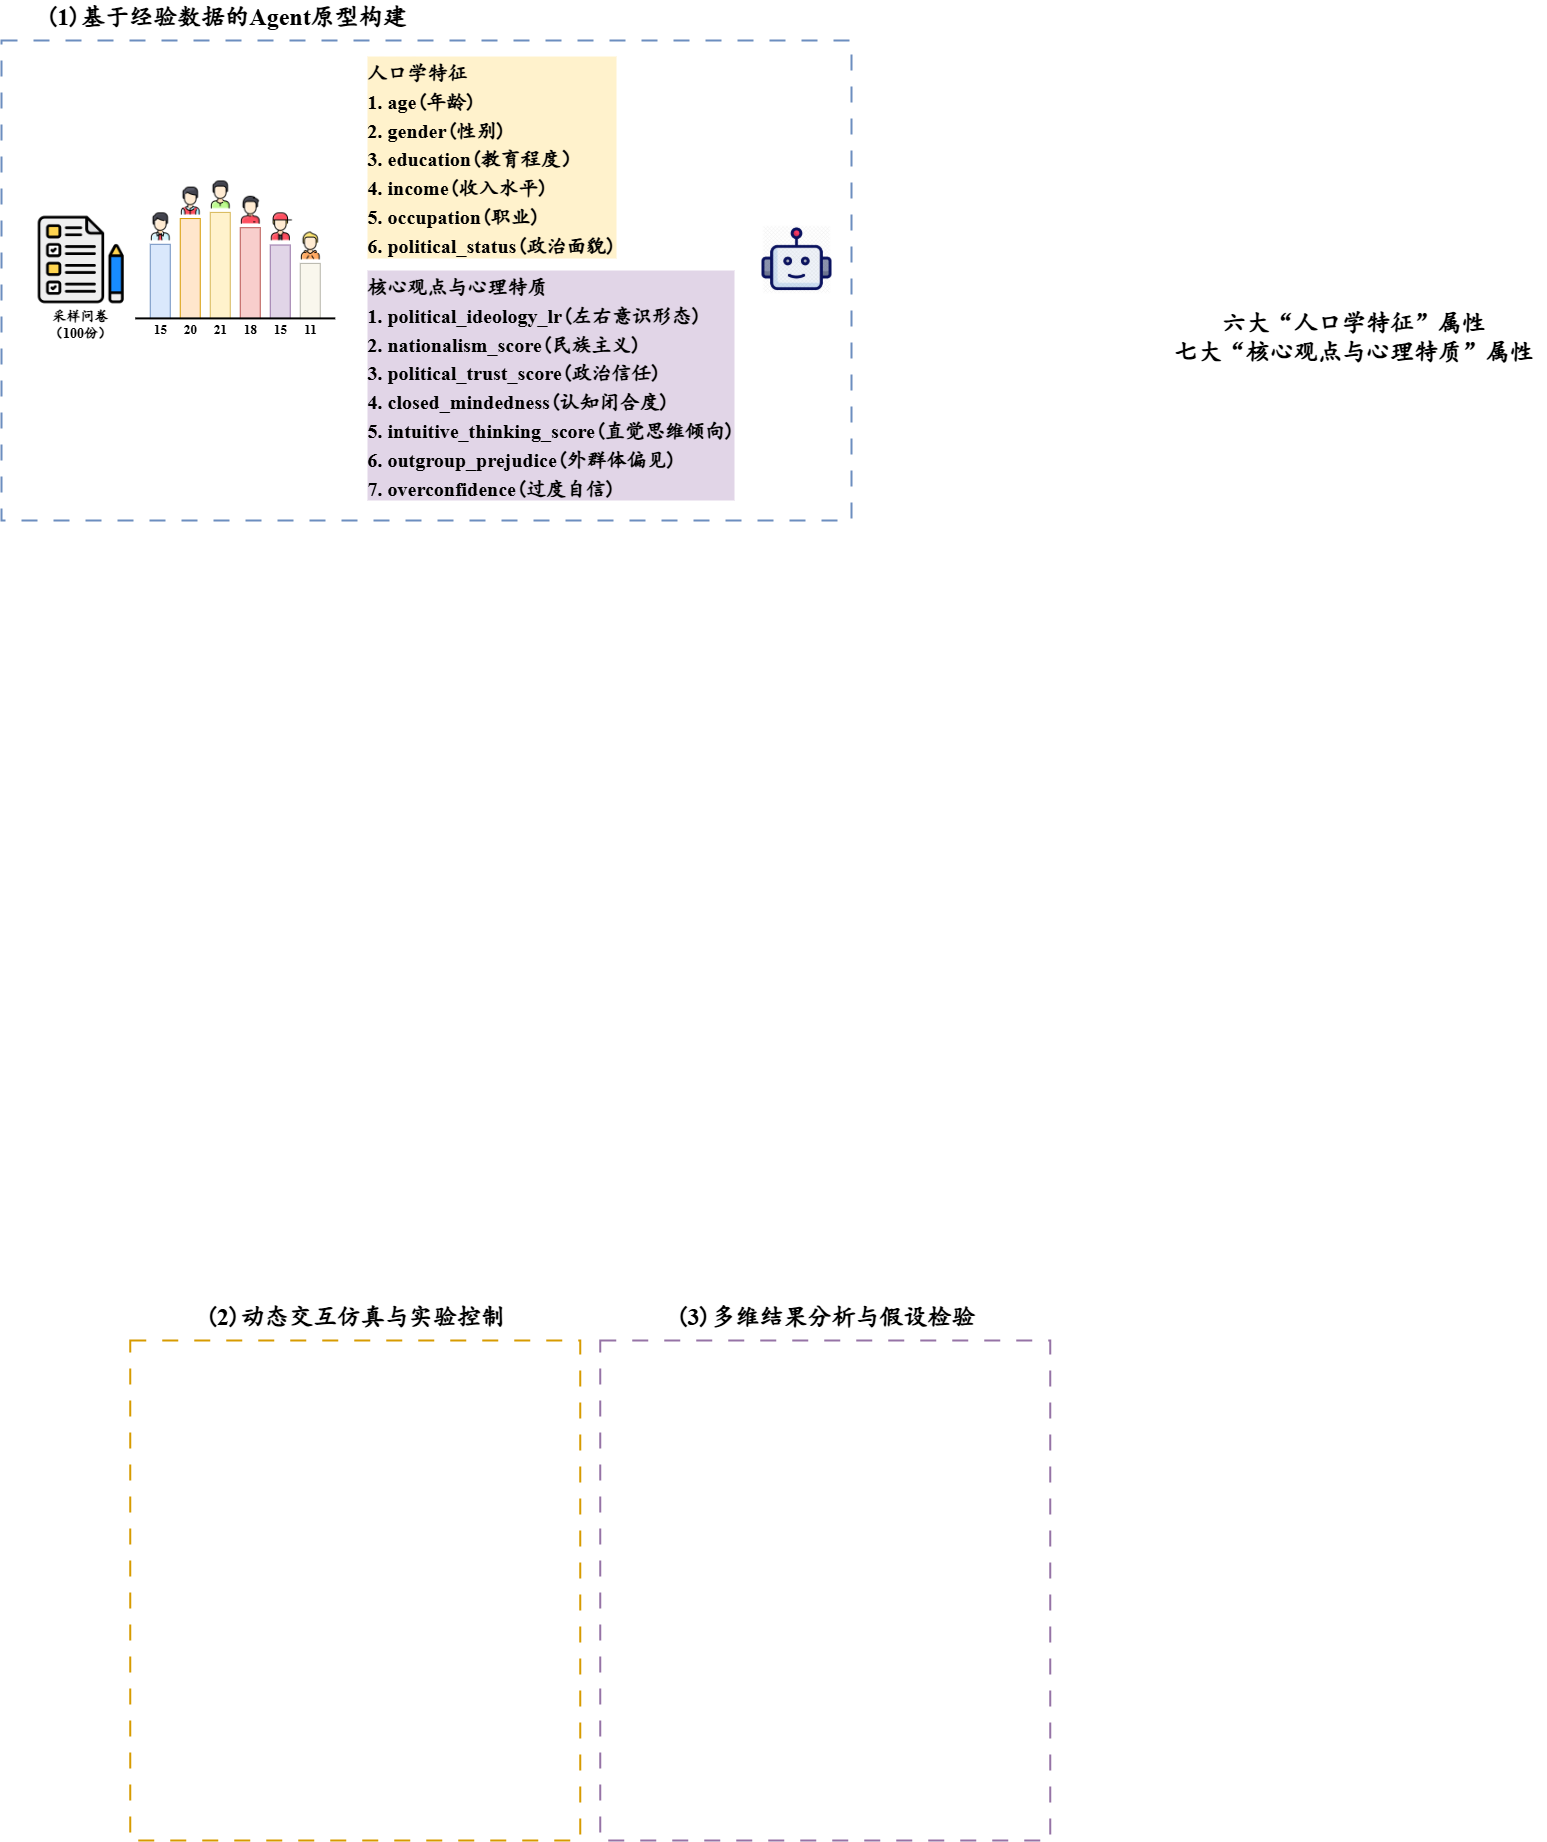 (1)基于经验数据的Agent原型构建
人口学特征
1. age(年龄)
2. gender(性别)
3. education(教育程度)
4. income(收入水平)
5. occupation(职业)
6. political_status(政治面貌)
核心观点与心理特质
1. political_ideology_lr(左右意识形态)
2. nationalism_score(民族主义)
3. political_trust_score(政治信任)
4. closed_mindedness(认知闭合度)
5. intuitive_thinking_score(直觉思维倾向)
6. outgroup_prejudice(外群体偏见)
7. overconfidence(过度自信)
采样问卷
(100份)
15 20 21 18 15 11
六大“人口学特征”属性
七大“核心观点与心理特质”属性
(2)动态交互仿真与实验控制
(3)多维结果分析与假设检验